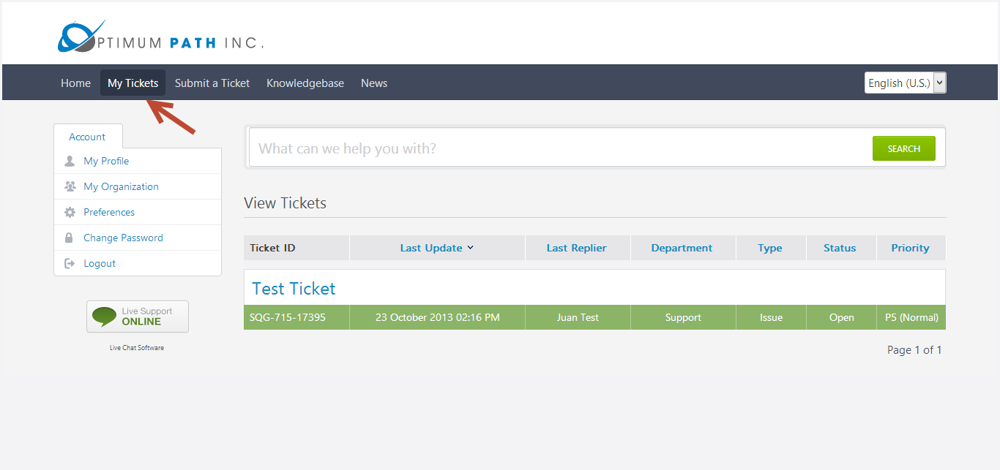 PTIMUM PATH INC.
Home My Tickets Submit a Ticket Knowledgebase News English (U.S.)
Account
My Profile
My Organization
Preferences
Change Password
Logout
Live Support
ONLINE
Live Chat Software
What can we help you with? SEARCH
View Tickets
Ticket ID Last Update Last Replier Department Type Status Priority
Test Ticket
SQG-715-17395 23 October 2013 02:16 PM Juan Test Support Issue Open P5 (Normal)
Page 1 of 1